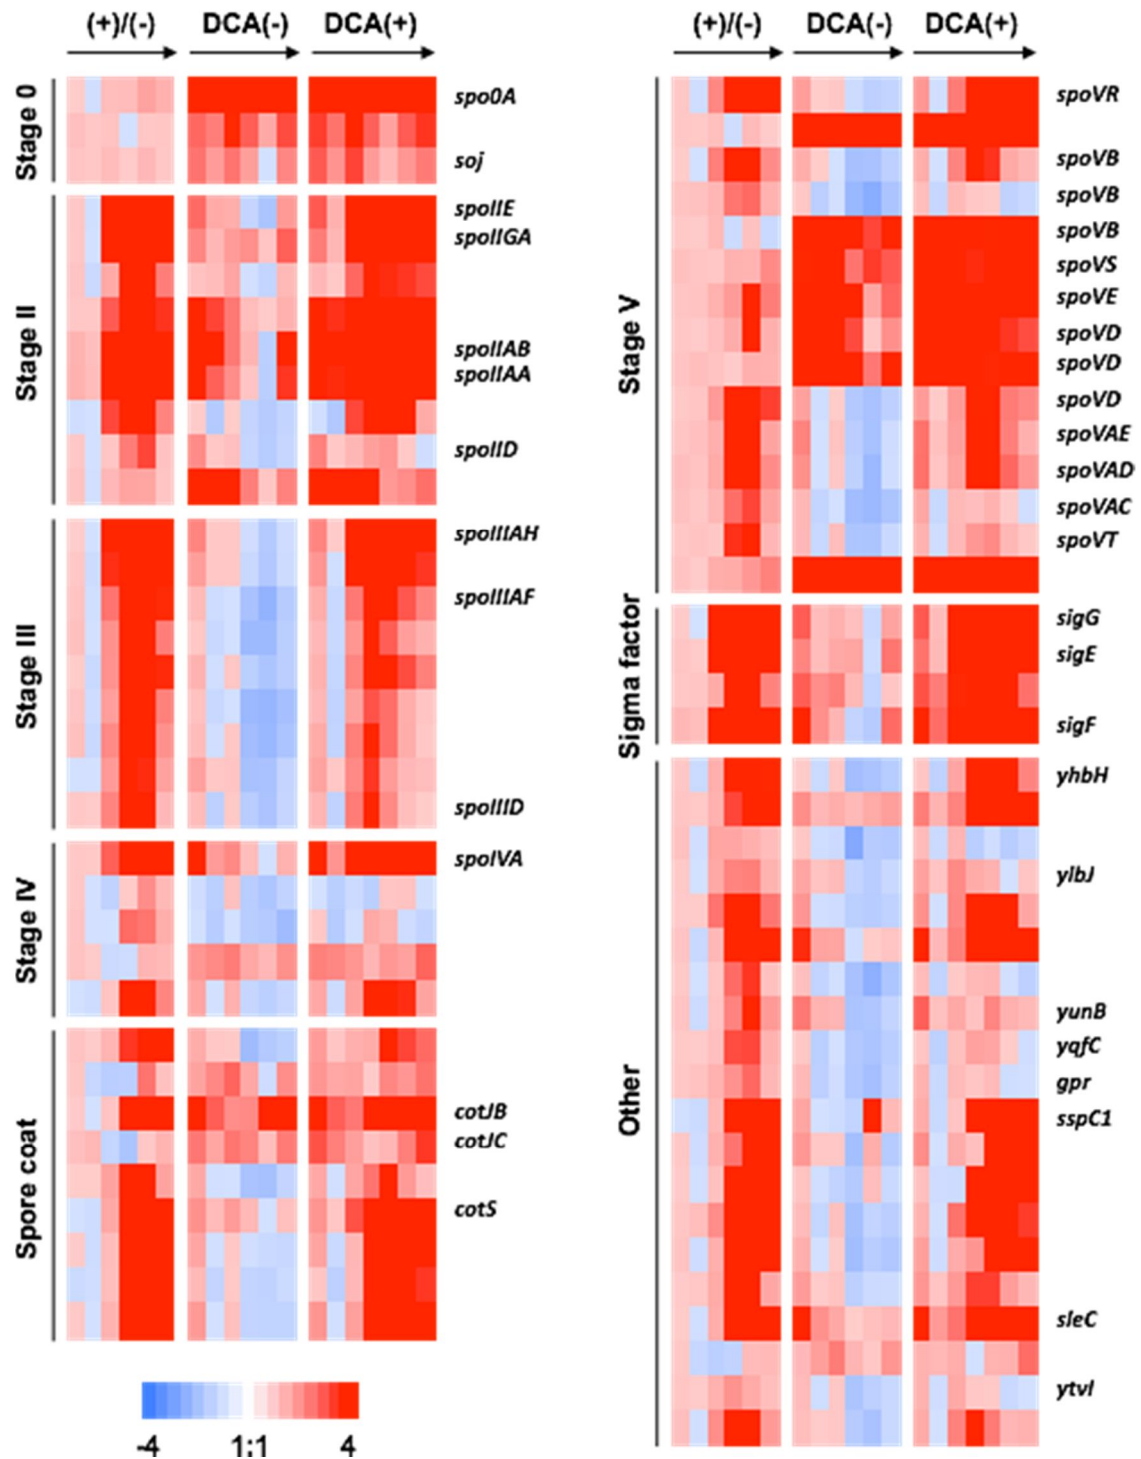 (+)/(-) DCA(-) DCA(+)
Stage 0
spo0A
soj
Stage II
spoIIE
spoIIGA
spoIIAB
spoIIAA
spoIID
Stage III
spoIIIAH
spoIIIAF
spoIIID
Stage IV
spoIVA
Spore coat
cotJB
cotJC
cotS
-4 1:1 4
(+)/(-) DCA(-) DCA(+)
Stage V
spoVR
spoVB
spoVB
spoVB
spoVS
spoVE
spoVD
spoVD
spoVD
spoVAE
spoVAD
spoVAC
spoVT
Sigma factor
sigG
sigE
sigF
Other
yhbH
ylbJ
yunB
yqfC
gpr
sspC1
sleC
ytvI